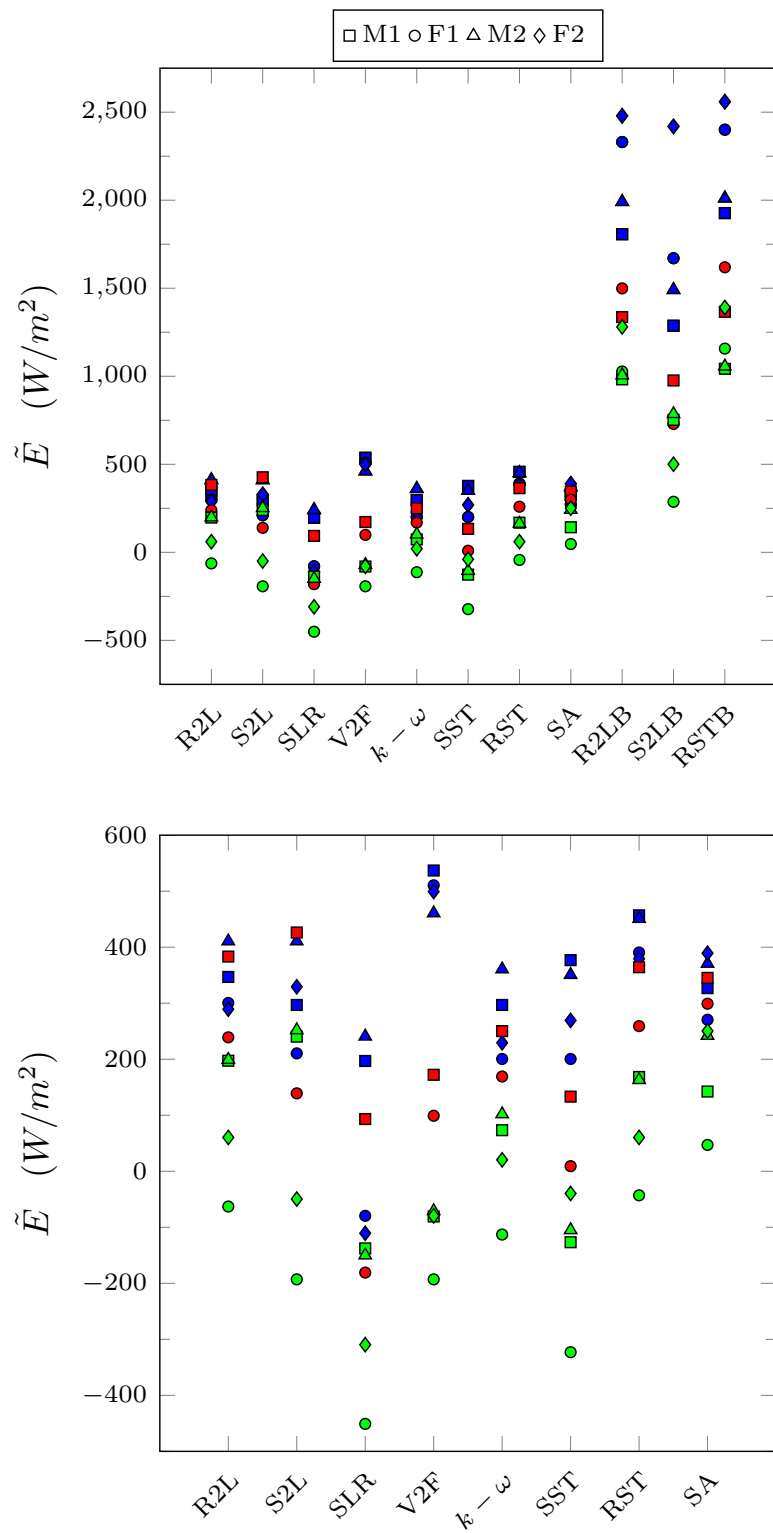 M1 F1 M2 F2
2,500
2,000
1,500
1,000
500
0
−500
Ẽ (W/m²)
R2L S2L SLR V2F k − ω SST RST SA R2LB S2LB RSTB
600
400
200
0
−200
−400
Ẽ (W/m²)
R2L S2L SLR V2F k − ω SST RST SA